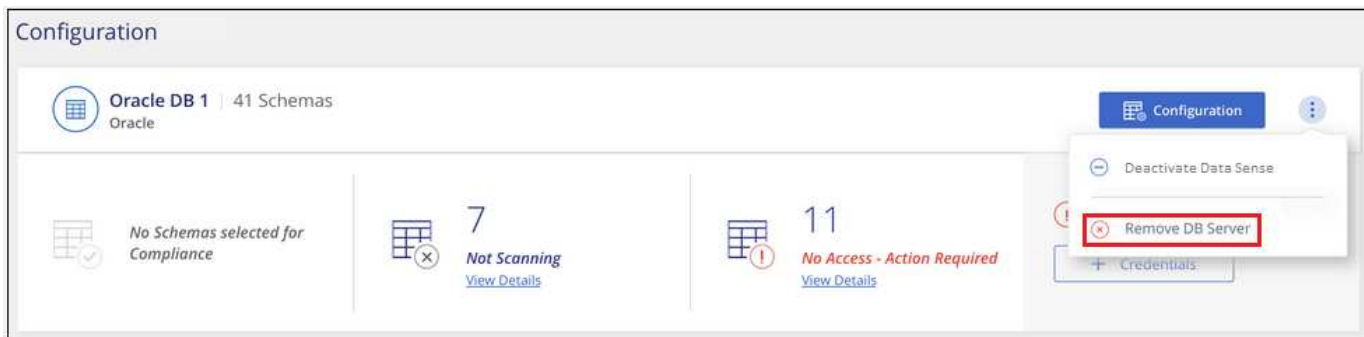 Configuration
Oracle DB 1 | 41 Schemas
Oracle
Configuration
Deactivate Data Sense
Remove DB Server
No Schemas selected for
Compliance
7
Not Scanning
View Details
11
No Access - Action Required
View Details
+ Credentials